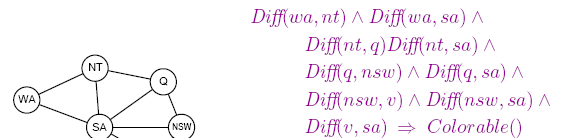 Diff(wa, nt) ∧ Diff(wa, sa) ∧
Diff(nt, q)Diff(nt, sa) ∧
Diff(q, nsw) ∧ Diff(q, sa) ∧
Diff(nsw, v) ∧ Diff(nsw, sa) ∧
Diff(v, sa) ⇒ Colorable()
NT
Q
WA
SA
NSW